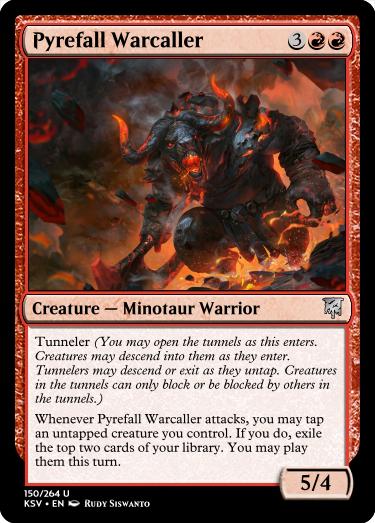 Pyrefall Warcaller 3
Creature — Minotaur Warrior
Tunneler (You may open the tunnels as this enters.
Creatures may descend into them as they enter.
Tunnelers may descend or exit as they untap. Creatures
in the tunnels can only block or be blocked by others in
the tunnels.)
Whenever Pyrefall Warcaller attacks, you may tap
an untapped creature you control. If you do, exile
the top two cards of your library. You may play
them this turn.
5/4
150/264 U
KSV • EN Rudy Siswanto